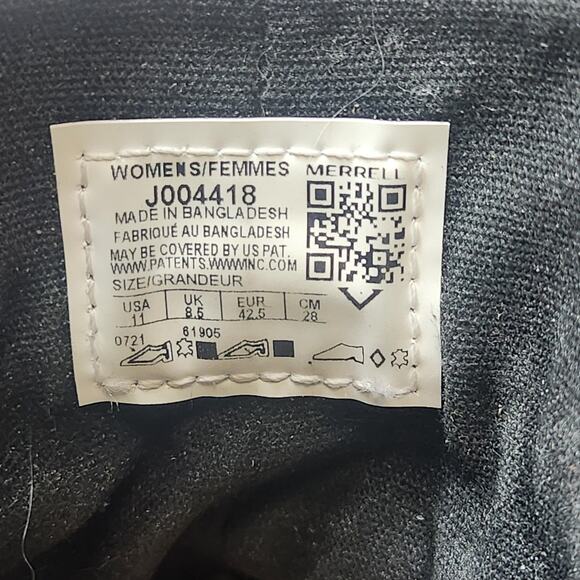 WOMENS/FEMMES MERRELL
J004418
MADE IN BANGLADESH
FABRIQUÉ AU BANGLADESH
MAY BE COVERED BY US PAT.
WWW.PATENTS.WWWINC.COM
SIZE/GRANDEUR
USA UK EUR CM
11 8.5 42.5 28
0721 61905